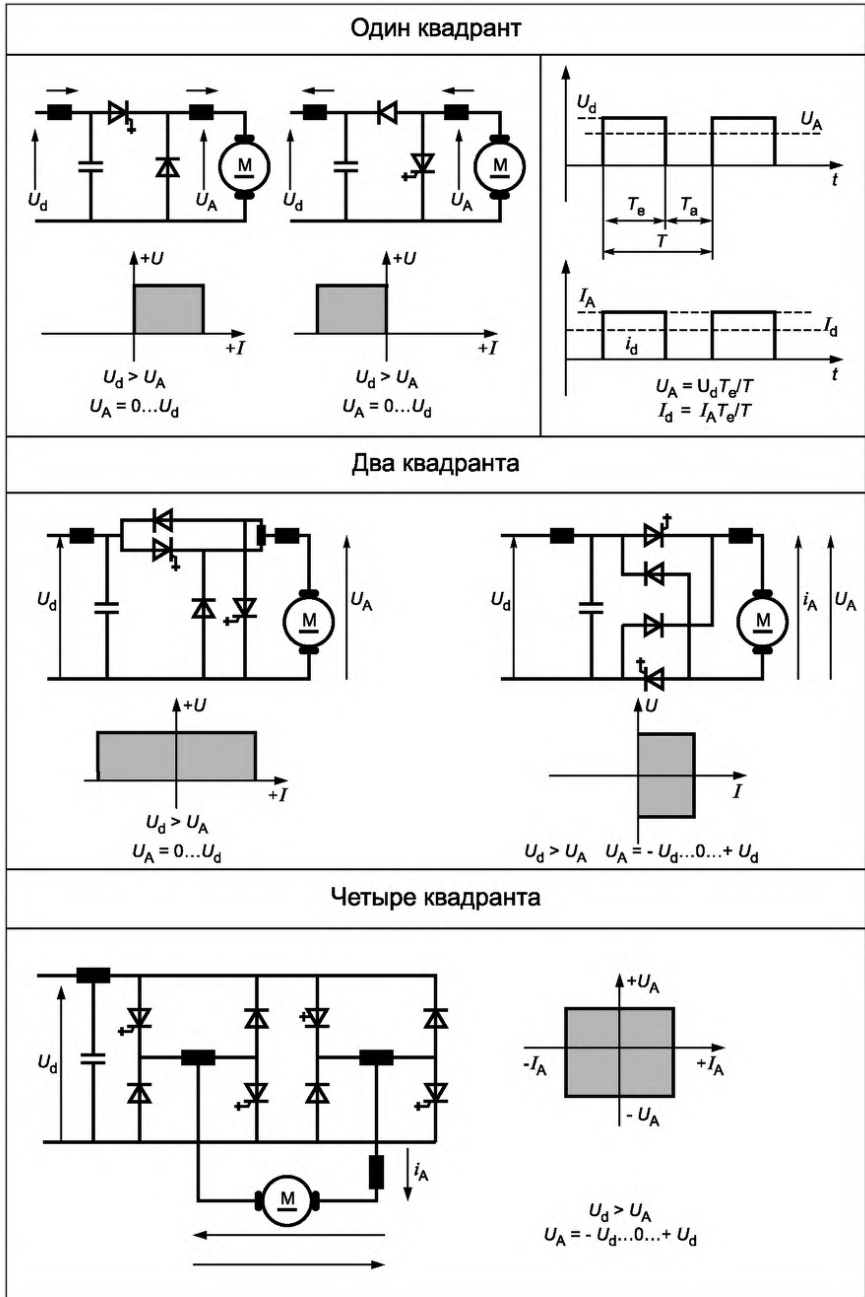 Один квадрант
U_d
U_A
M
U_d
U_A
M
+U
+I
U_d > U_A
U_A = 0...U_d
+U
+I
U_d > U_A
U_A = 0...U_d
U_d
U_A
t
T_e
T_a
T
I_A
I_d
i_d
t
U_A = U_d T_e/T
I_d = I_A T_e/T
Два квадранта
U_d
U_A
M
+U
+I
U_d > U_A
U_A = 0...U_d
U_d
i_A
U_A
M
U
I
U_d > U_A U_A = - U_d...0...+ U_d
Четыре квадранта
U_d
i_A
M
+U_A
-I_A
+I_A
- U_A
U_d > U_A
U_A = - U_d...0...+ U_d